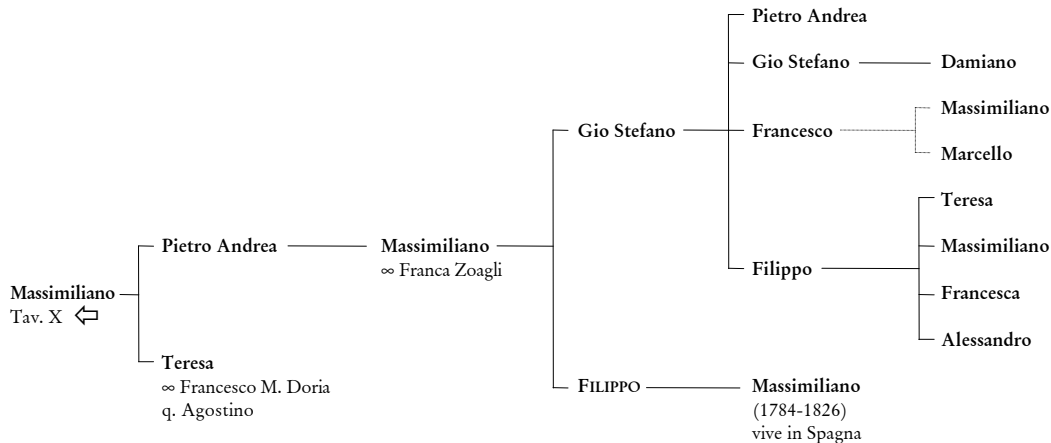 Pietro Andrea
Gio Stefano
Damiano
Massimiliano
Gio Stefano
Francesco
Marcello
Teresa
Pietro Andrea
Massimiliano
∞ Franca Zoagli
Massimiliano
Filippo
Massimiliano
Tav. X
Francesca
Alessandro
Teresa
∞ Francesco M. Doria
q. Agostino
FILIPPO
Massimiliano
(1784-1826)
vive in Spagna